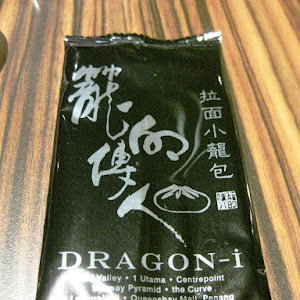 籠的傳人
拉面小龍包
DRAGON-i
Valley • 1 Utama • Centrepoint
Pyramid • the Curve
Queensbay Mall, Penang